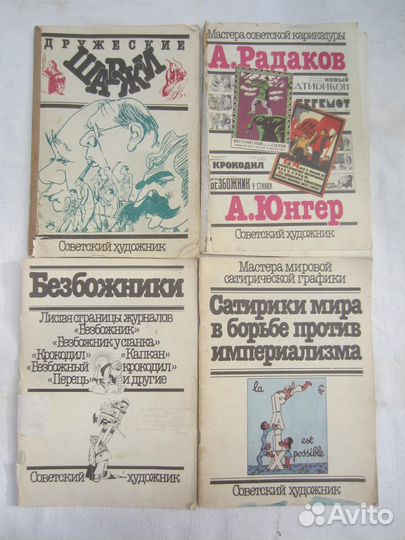 ДРУЖЕСКИЕ
ШАРЖИ
Советский художник
Мастера советской карикатуры
А.Радаков
НОВЫЙ
САТИРИКОН
БЕГЕМОТ
КРОКОДИЛ
БЕЗБОЖНИК У СТАНКА
А.Юнгер
Советский художник
Безбожники
Листая страницы журналов
«Безбожник»
«Безбожник у станка»
«Крокодил» «Капкан»
«Безбожный крокодил»
«Перець» и другие
Советский художник
Мастера мировой
сатирической графики
Сатирики мира
в борьбе против
империализма
la
est
possible
Советский художник
Avito